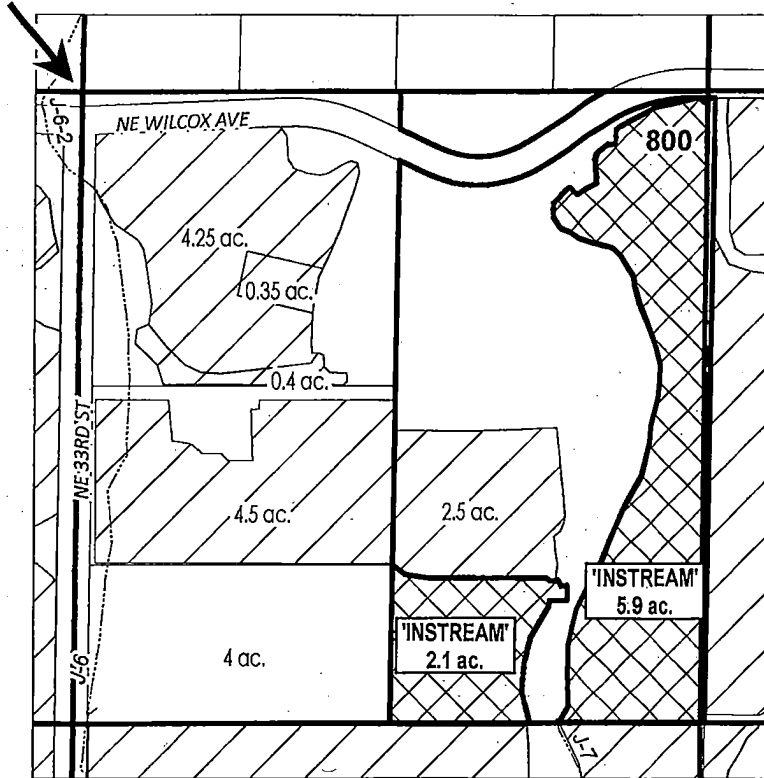 J-6-2
NE WILCOX AVE
800
4.25 ac.
0.35 ac.
0.4 ac.
NE 33RD ST
4.5 ac.
2.5 ac.
'INSTREAM'
5.9 ac.
'INSTREAM'
2.1 ac.
4 ac.
J-6
J-7